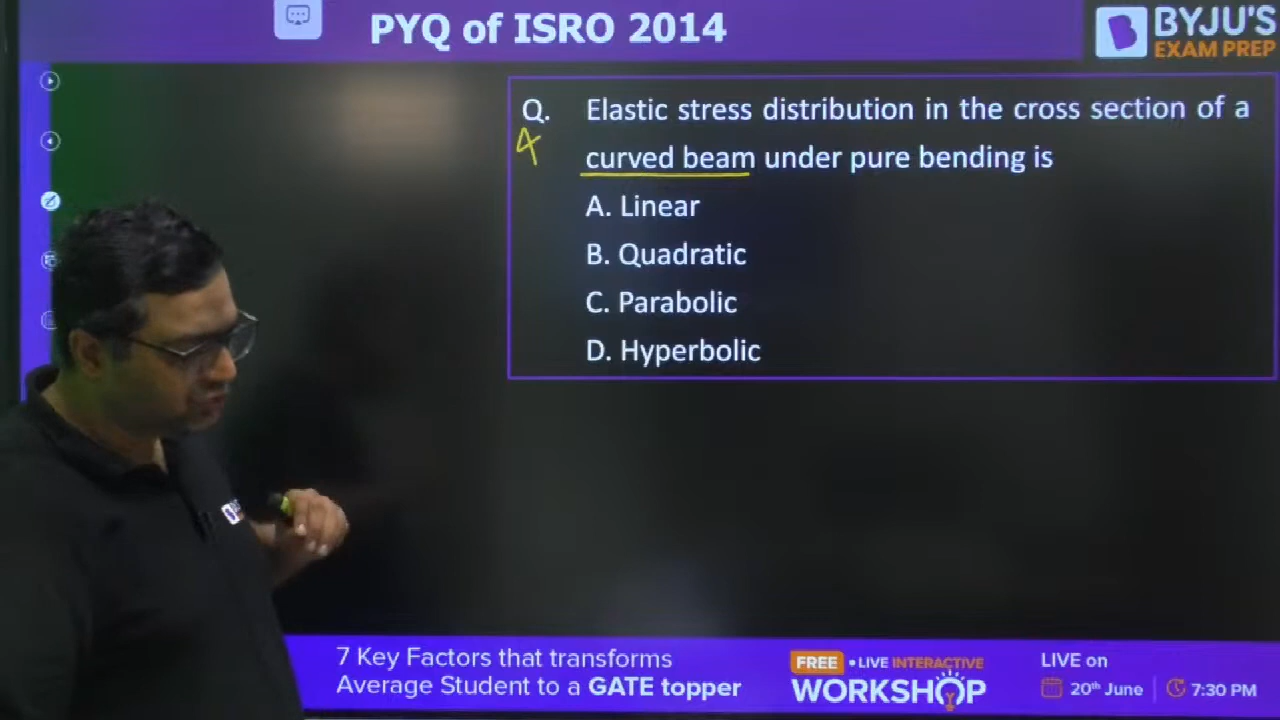 PYQ of ISRO 2014
BYJU'S
EXAM PREP
Q. Elastic stress distribution in the cross section of a
4
curved beam under pure bending is
A. Linear
B. Quadratic
C. Parabolic
D. Hyperbolic
7 Key Factors that transforms
Average Student to a GATE topper
FREE • LIVE INTERACTIVE
WORKSHOP
LIVE on
20th June | 7:30 PM